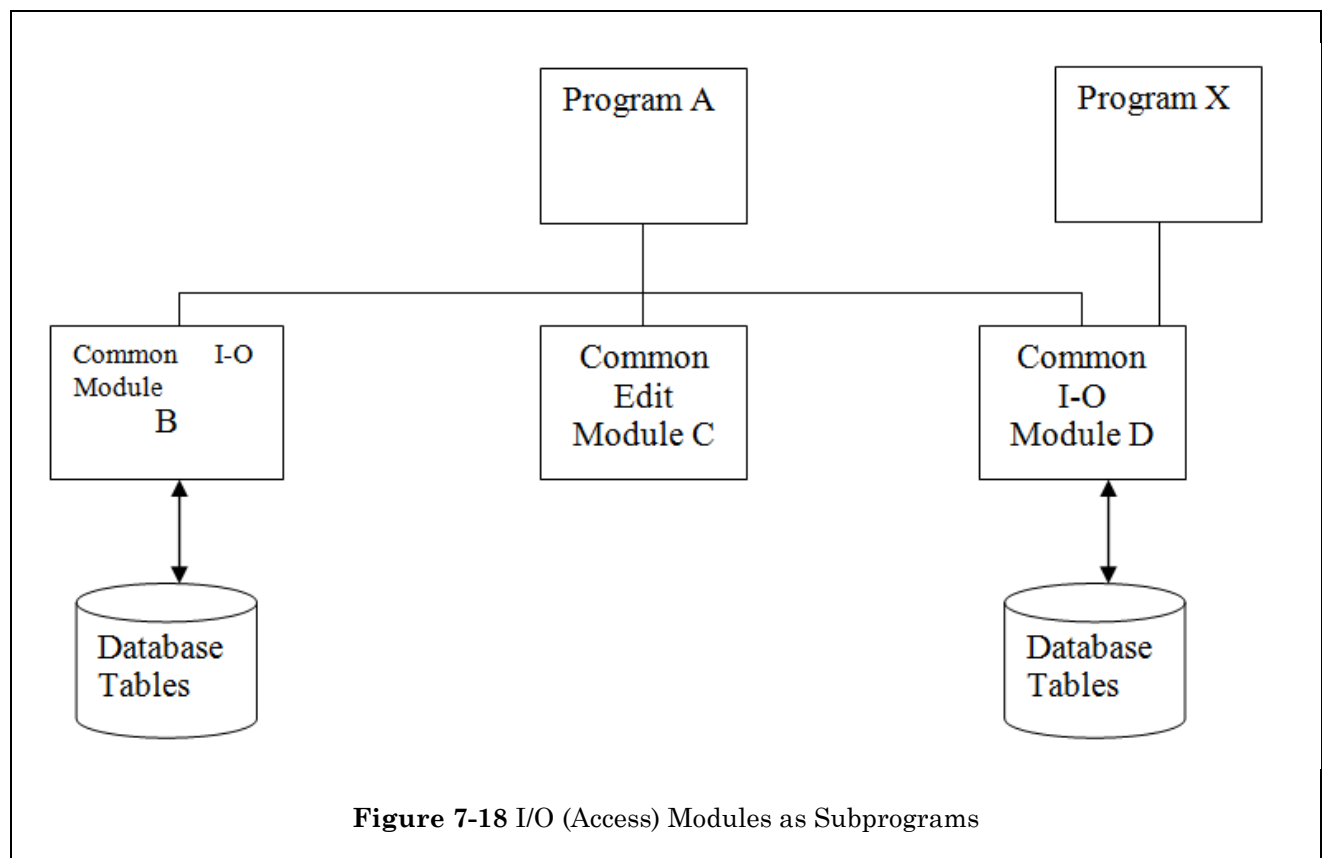 Program A
Program X
Common I-O
Module
B
Common
Edit
Module C
Common
I-O
Module D
Database
Tables
Database
Tables
Figure 7-18 I/O (Access) Modules as Subprograms